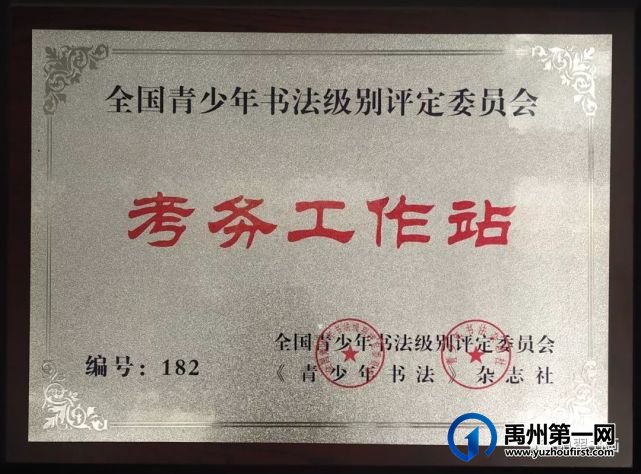 全国青少年书法级别评定委员会
考务工作站
编号：182
全国青少年书法级别评定委员会
《青少年书法》杂志社
禹州第一网
www.yuzhoufirst.com